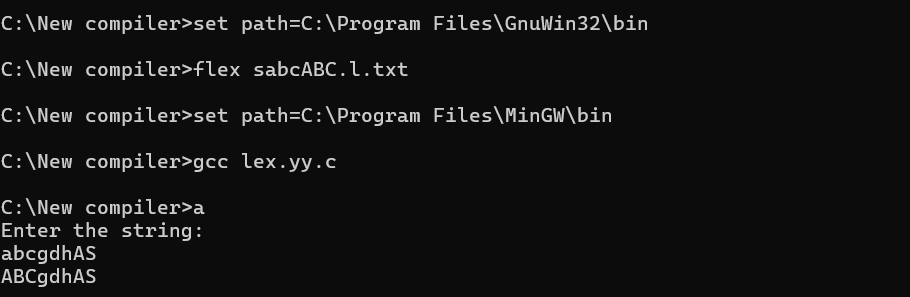 C:\New compiler>set path=C:\Program Files\GnuWin32\bin
C:\New compiler>flex sabcABC.l.txt
C:\New compiler>set path=C:\Program Files\MinGW\bin
C:\New compiler>gcc lex.yy.c
C:\New compiler>a
Enter the string:
abcgdhAS
ABCgdhAS